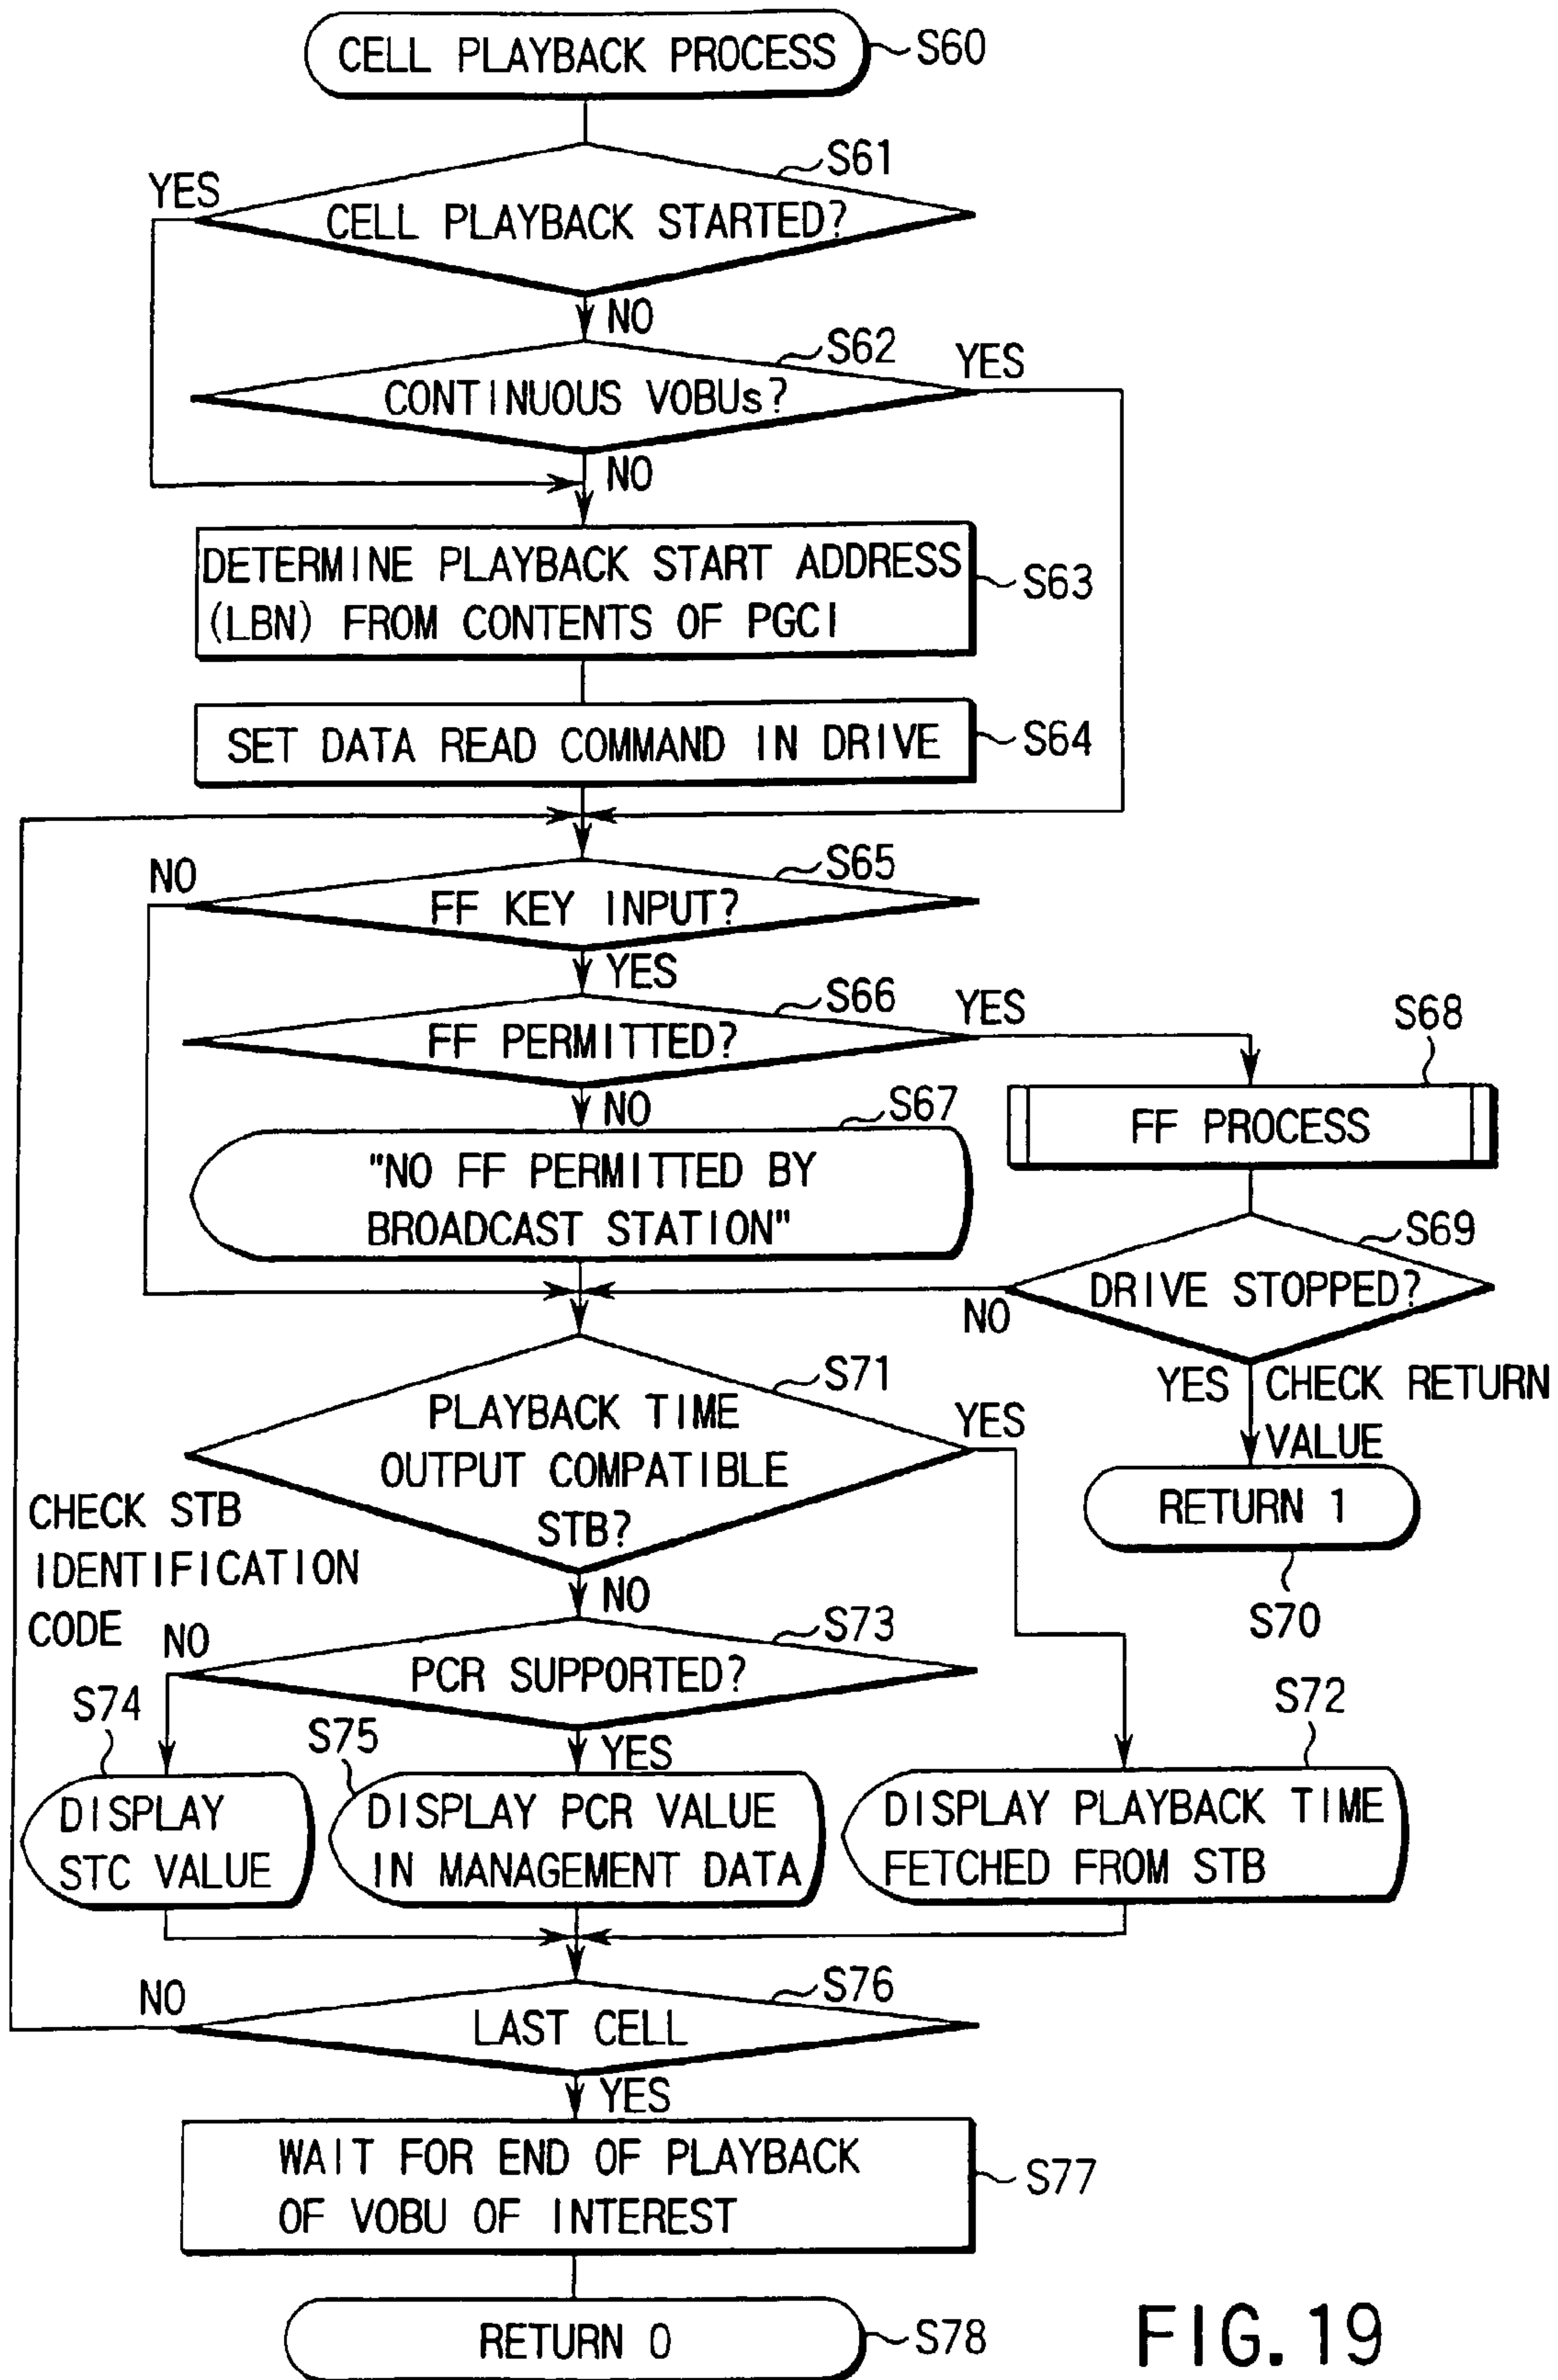 CELL PLAYBACK PROCESS
S60
S61
YES
CELL PLAYBACK STARTED?
NO
S62
YES
CONTINUOUS VOBUs?
NO
DETERMINE PLAYBACK START ADDRESS
(LBN) FROM CONTENTS OF PGCI
S63
SET DATA READ COMMAND IN DRIVE
S64
S65
NO
FF KEY INPUT?
YES
S66
YES
FF PERMITTED?
S68
NO
S67
FF PROCESS
"NO FF PERMITTED BY
BROADCAST STATION"
S69
DRIVE STOPPED?
NO
S71
YES
CHECK RETURN
VALUE
PLAYBACK TIME
OUTPUT COMPATIBLE
STB?
YES
RETURN 1
S70
CHECK STB
IDENTIFICATION
CODE
NO
S73
NO
PCR SUPPORTED?
S74
S75
YES
S72
DISPLAY
STC VALUE
DISPLAY PCR VALUE
IN MANAGEMENT DATA
DISPLAY PLAYBACK TIME
FETCHED FROM STB
S76
NO
LAST CELL
YES
WAIT FOR END OF PLAYBACK
OF VOBU OF INTEREST
S77
RETURN 0
S78
FIG.19